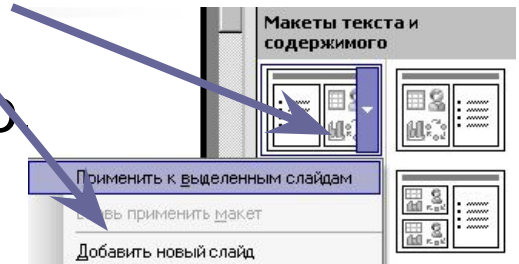 Макеты текста и
содержимого
Применить к выделенным слайдам
применить макет
Добавить новый слайд